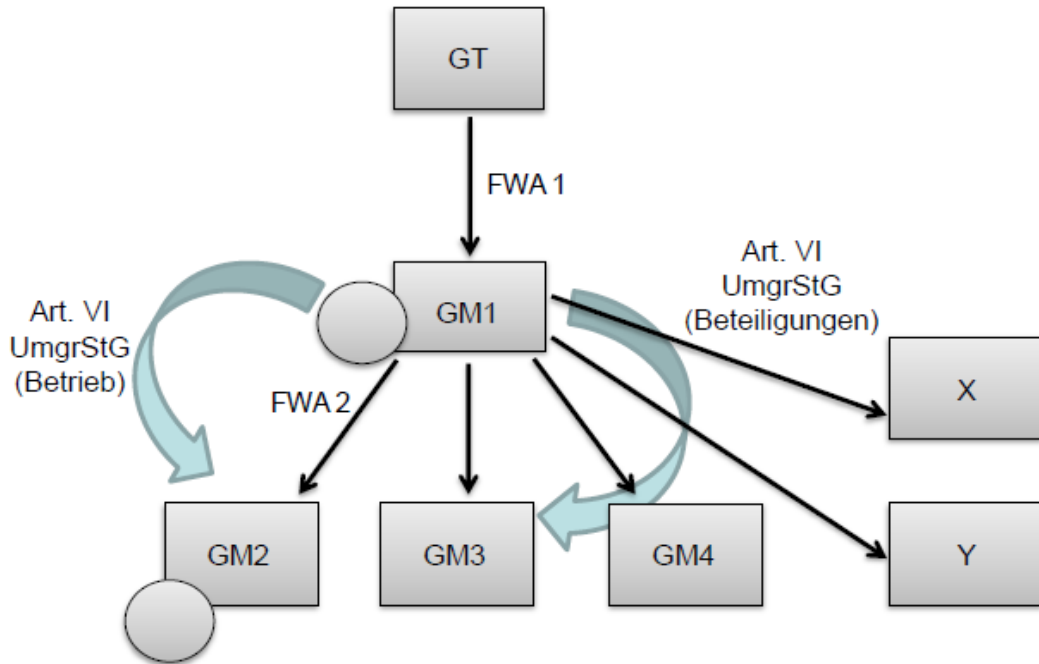 GT
FWA 1
Art. VI
UmgrStG
(Betrieb)
GM1
Art. VI
UmgrStG
(Beteiligungen)
FWA 2
X
GM2
GM3
GM4
Y